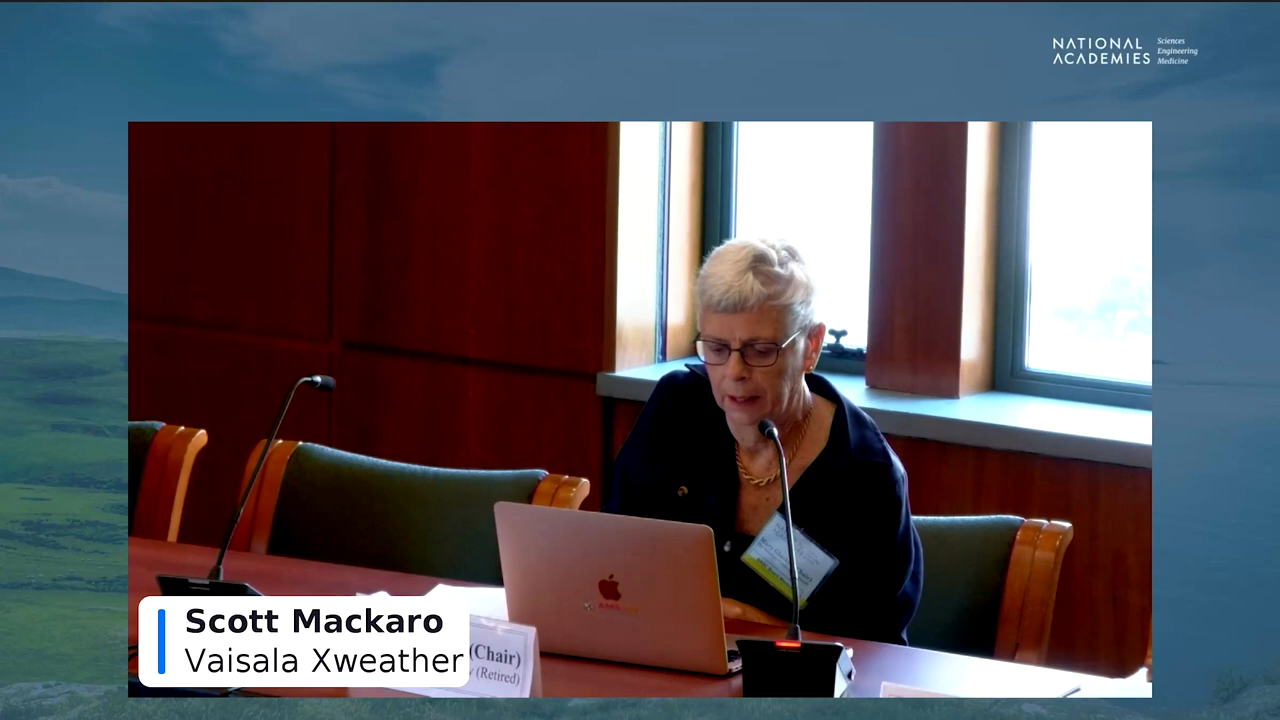 NATIONAL
ACADEMIES
Sciences
Engineering
Medicine
(Chair)
(Retired)
Scott Mackaro
Vaisala Xweather